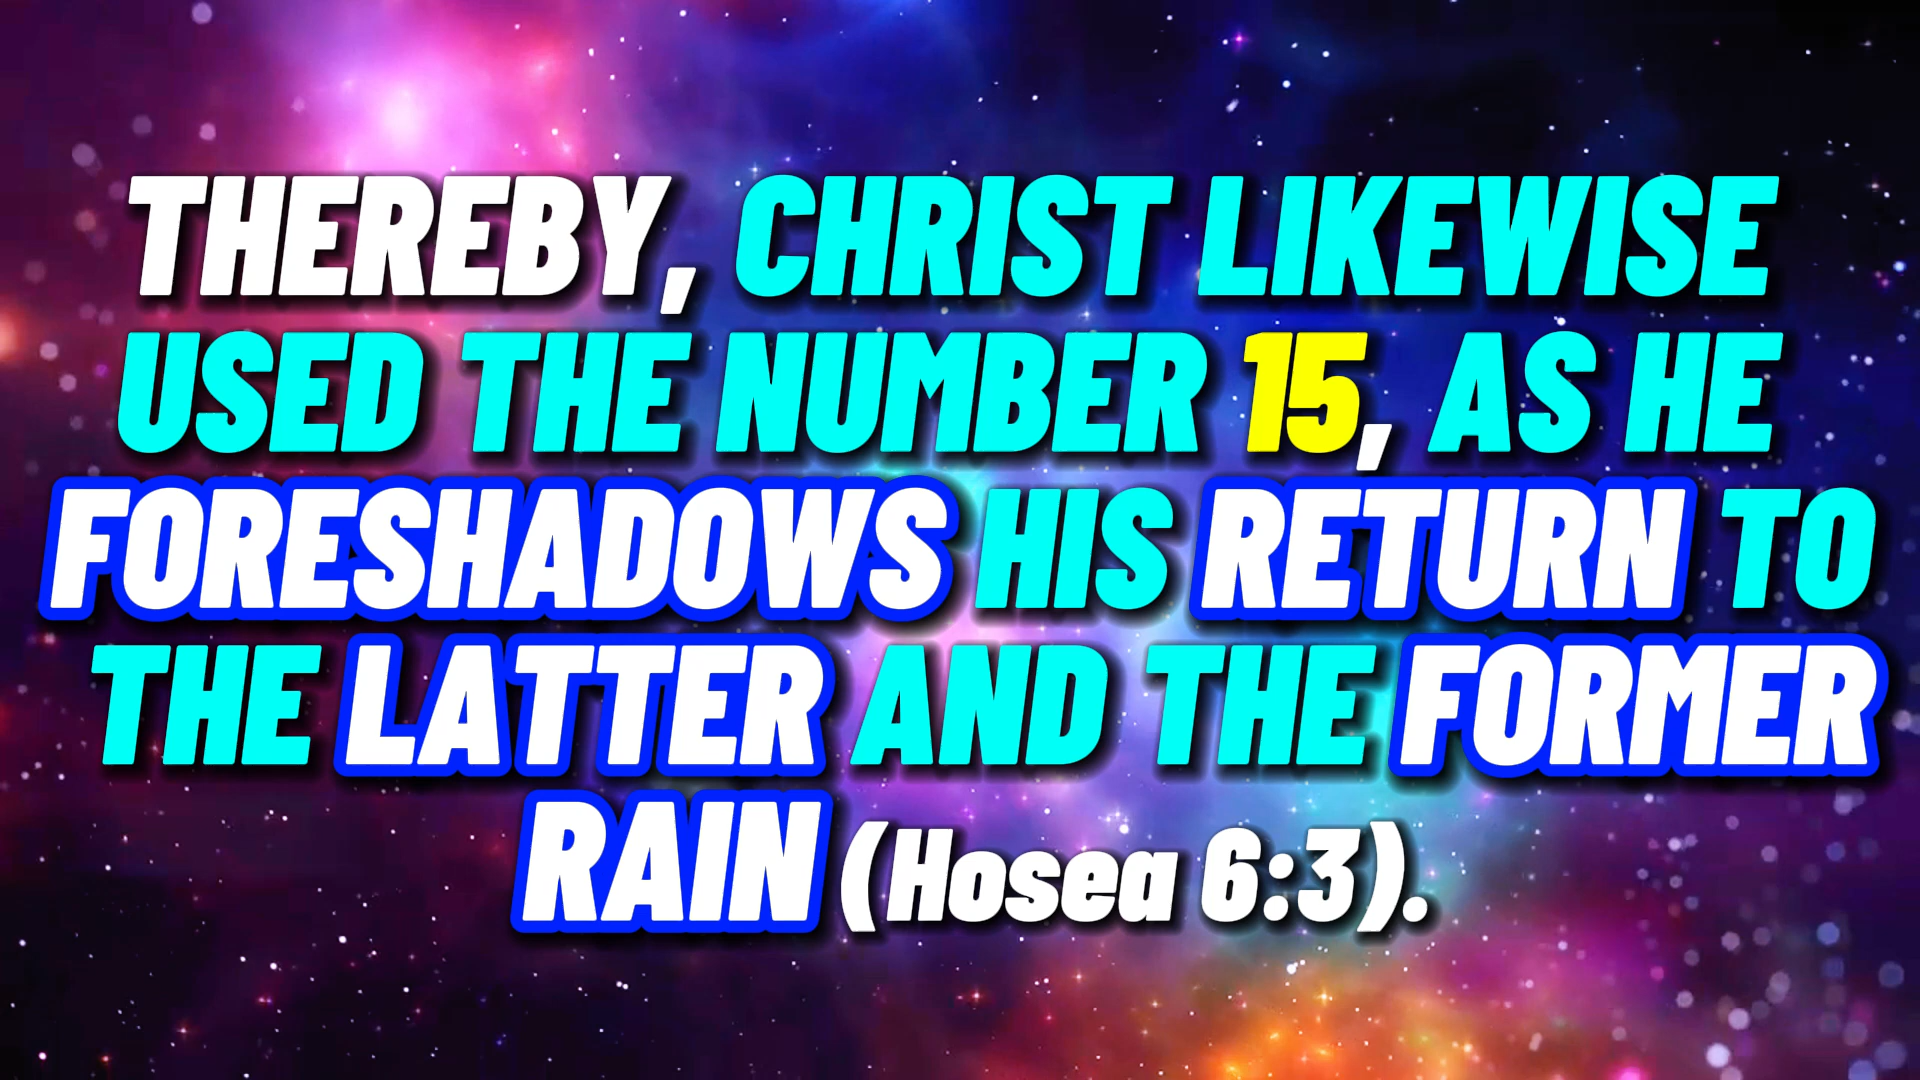 THEREBY, CHRIST LIKEWISE
USED THE NUMBER 15, AS HE
FORESHADOWS HIS RETURN TO
THE LATTER AND THE FORMER
RAIN (Hosea 6:3).